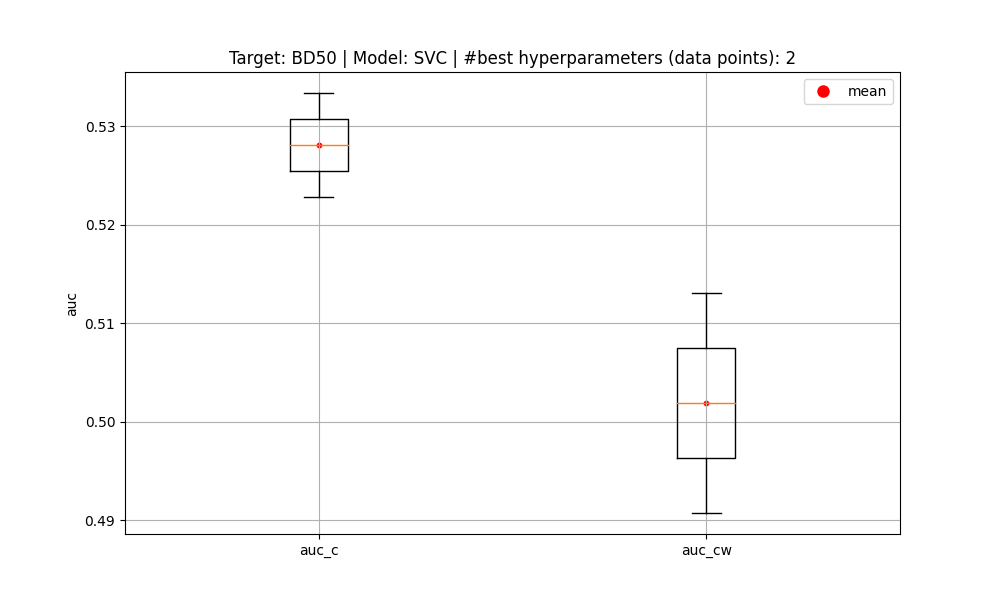 Target: BD50 | Model: SVC | #best hyperparameters (data points): 2
mean
0.53
0.52
0.51
0.50
0.49
auc
auc_c
auc_cw